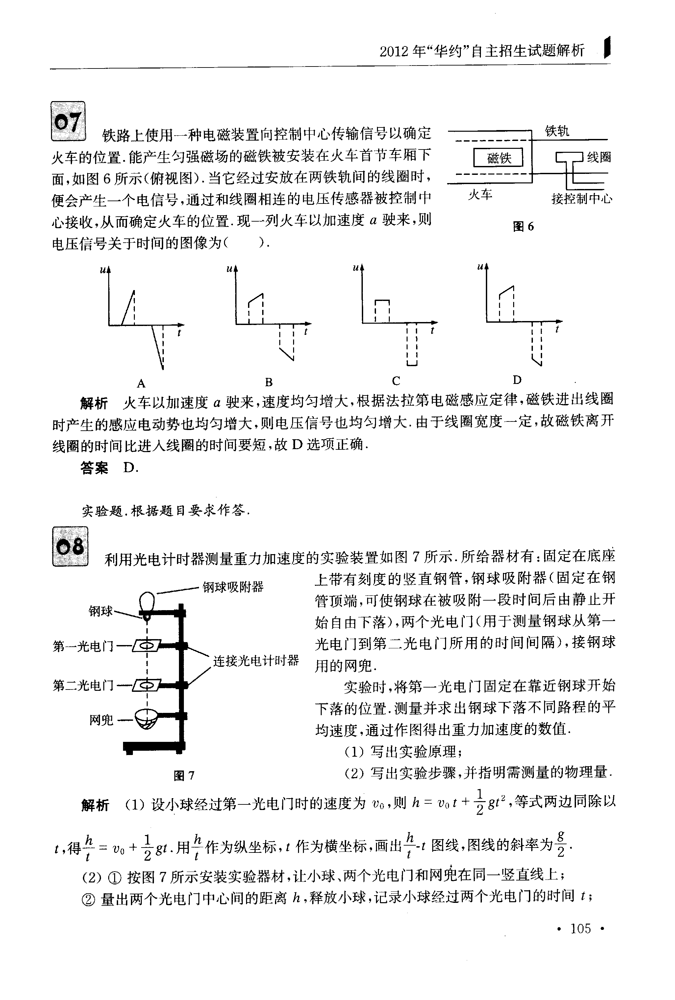 2012年“华约”自主招生试题解析
07
铁路上使用一种电磁装置向控制中心传输信号以确定
火车的位置.能产生匀强磁场的磁铁被安装在火车首节车厢下
面,如图6所示(俯视图).当它经过安放在两铁轨间的线圈时,
便会产生一个电信号,通过和线圈相连的电压传感器被控制中
心接收,从而确定火车的位置.现一列火车以加速度a驶来,则
电压信号关于时间的图像为(  ).
铁轨
磁铁
线圈
火车
接控制中心
图6
u u u u
t t t t
A B C D
解析 火车以加速度a驶来,速度均匀增大,根据法拉第电磁感应定律,磁铁进出线圈
时产生的感应电动势也均匀增大,则电压信号也均匀增大.由于线圈宽度一定,故磁铁离开
线圈的时间比进入线圈的时间要短,故D选项正确.
答案 D.
实验题.根据题目要求作答.
08
利用光电计时器测量重力加速度的实验装置如图7所示.所给器材有:固定在底座
上带有刻度的竖直钢管,钢球吸附器(固定在钢
管顶端,可使钢球在被吸附一段时间后由静止开
始自由下落),两个光电门(用于测量钢球从第一
光电门到第二光电门所用的时间间隔),接钢球
用的网兜.
实验时,将第一光电门固定在靠近钢球开始
下落的位置.测量并求出钢球下落不同路程的平
均速度,通过作图得出重力加速度的数值.
(1) 写出实验原理;
(2) 写出实验步骤,并指明需测量的物理量.
钢球吸附器
钢球
第一光电门
连接光电计时器
第二光电门
网兜
图7
解析 (1) 设小球经过第一光电门时的速度为v₀,则h = v₀t + 1/2 gt²,等式两边同除以
t,得h/t = v₀ + 1/2 gt.用h/t作为纵坐标,t作为横坐标,画出h/t-t图线,图线的斜率为g/2.
(2) ① 按图7所示安装实验器材,让小球、两个光电门和网兜在同一竖直线上;
② 量出两个光电门中心间的距离h,释放小球,记录小球经过两个光电门的时间t;
· 105 ·